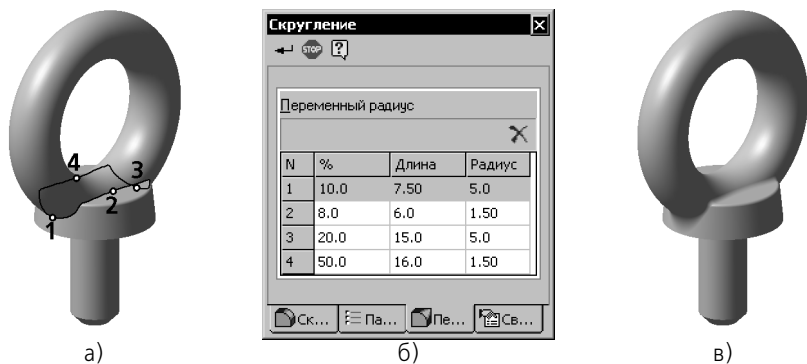 Скругление
STOP
?
Переменный радиус
N % Длина Радиус
1 10.0 7.50 5.0
2 8.0 6.0 1.50
3 20.0 15.0 5.0
4 50.0 16.0 1.50
Ск... Па... Пе... Св...
4 3
2
1
а) б) в)